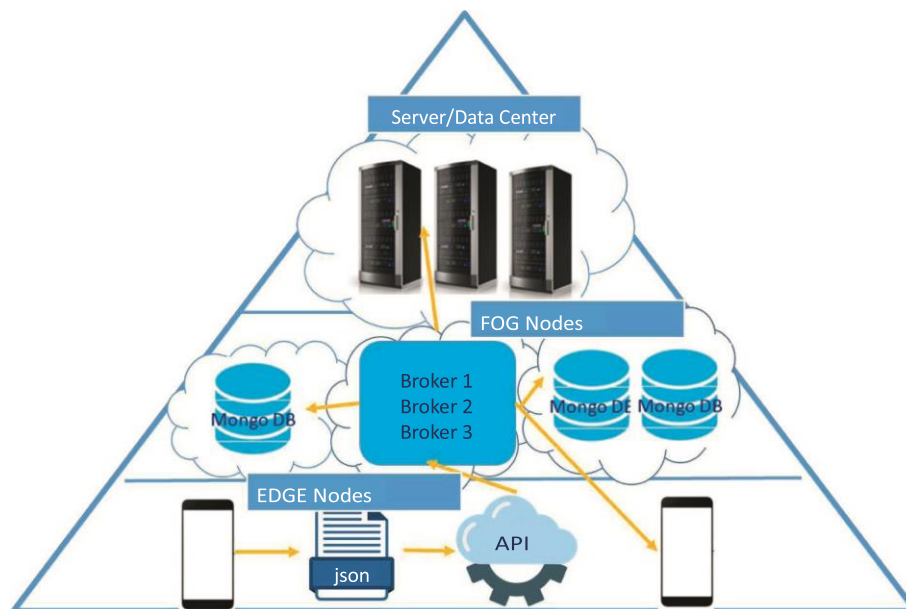 Server/Data Center
FOG Nodes
Broker 1
Broker 2
Broker 3
Mongo DB
Mongo DB
Mongo DB
EDGE Nodes
json
API